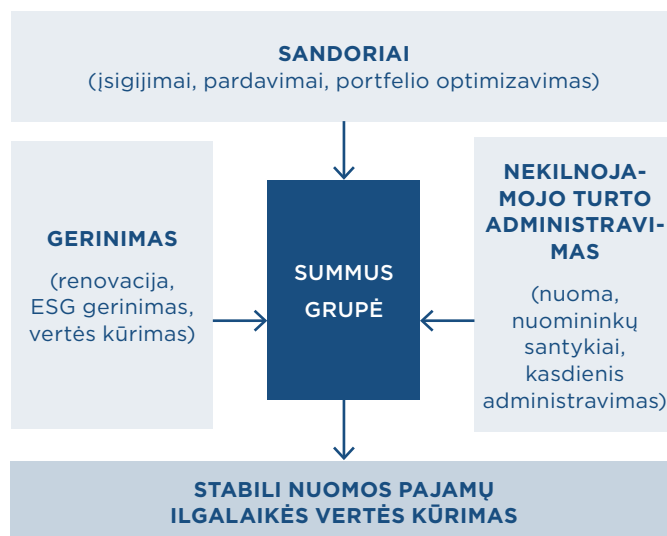 SANDORIAI
(įsigijimai, pardavimai, portfelio optimizavimas)
GERINIMAS
(renovacija,
ESG gerinimas,
vertės kūrimas)
SUMMUS
GRUPĖ
NEKILNOJA-
MOJO TURTO
ADMINISTRAVI-
MAS
(nuoma,
nuomininkų
santykiai,
kasdienis
administravimas)
STABILI NUOMOS PAJAMŲ
ILGALAIKĖS VERTĖS KŪRIMAS